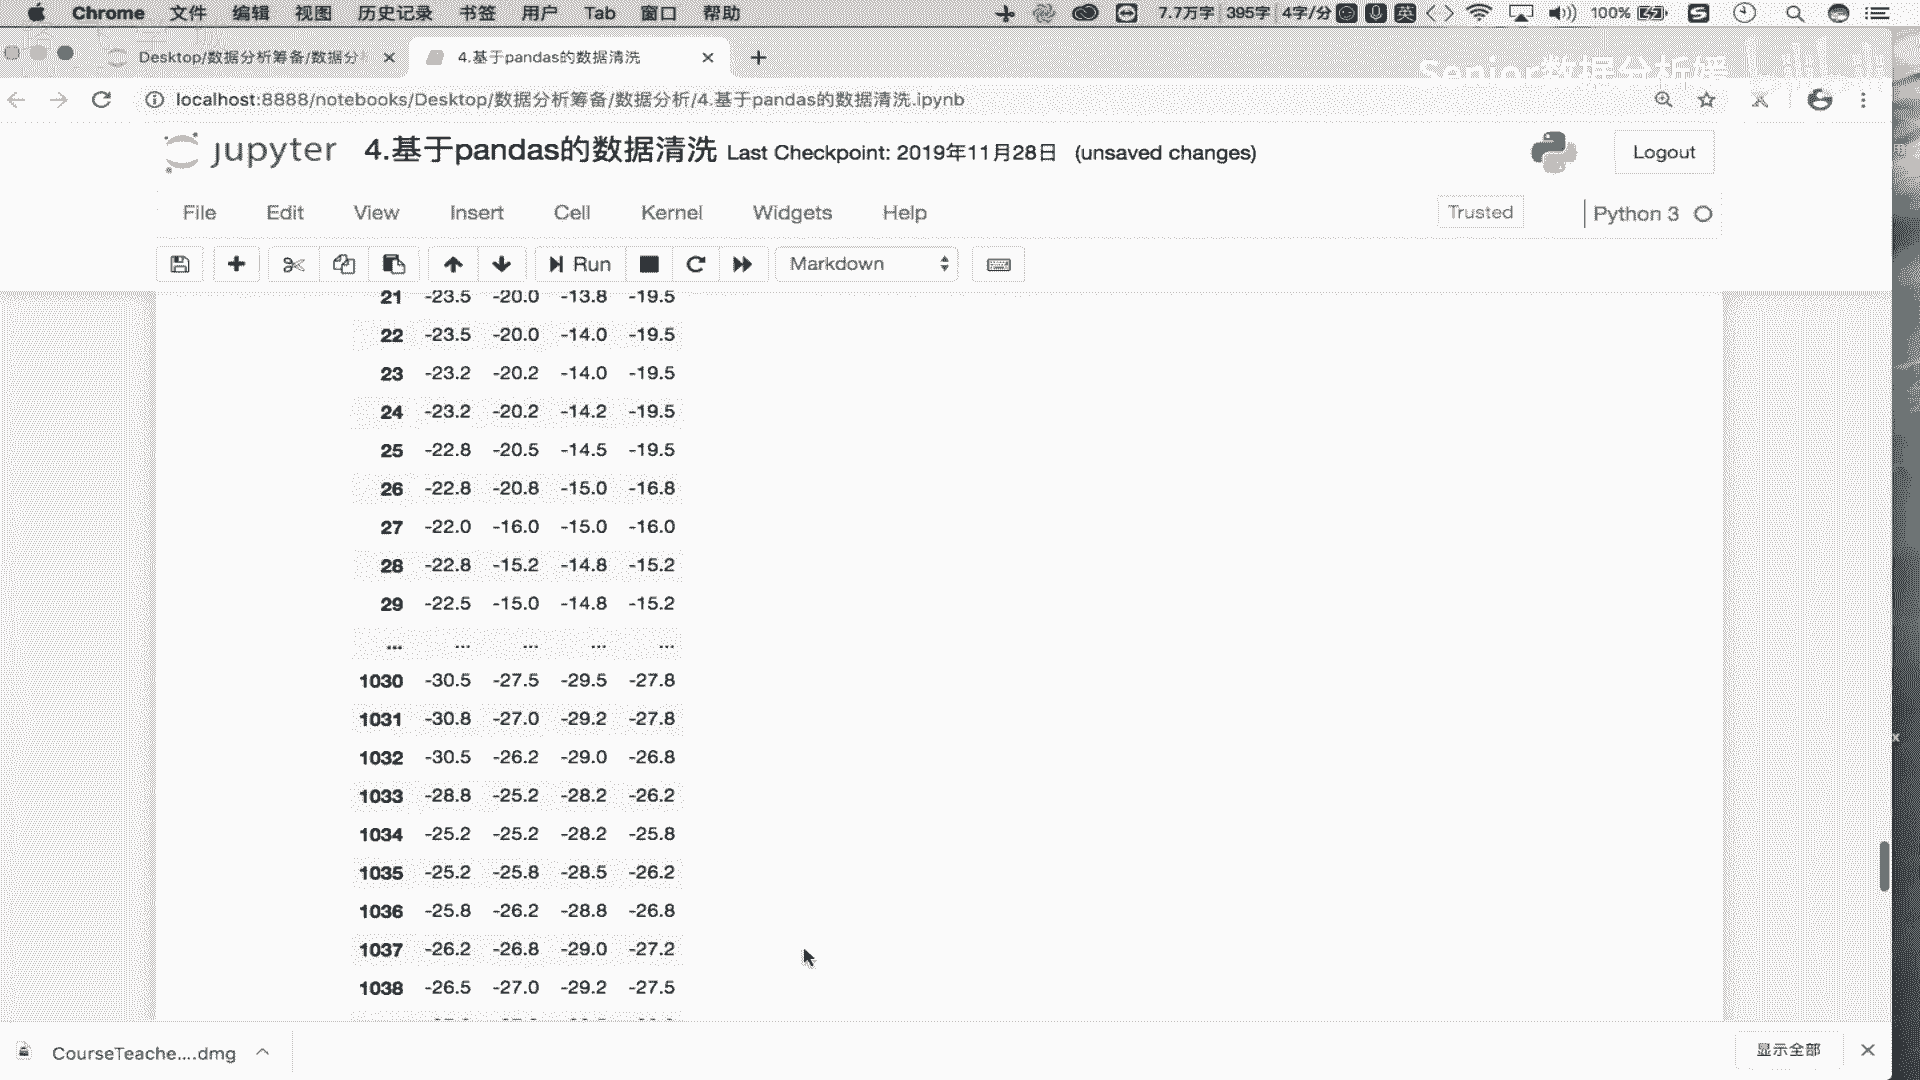 Chrome 文件 编辑 视图 历史记录 书签 用户 Tab 窗口 帮助 7.7万字 395字 4字/分 英 100%
Desktop/数据分析筹备/数据分 4.基于pandas的数据清洗
Senior数据分析媛
localhost:8888/notebooks/Desktop/数据分析筹备/数据分析/4.基于pandas的数据清洗.ipynb
jupyter 4.基于pandas的数据清洗 Last Checkpoint: 2019年11月28日 (unsaved changes) Logout
File Edit View Insert Cell Kernel Widgets Help Trusted Python 3
Run Markdown
21 -23.5 -20.0 -13.8 -19.5
22 -23.5 -20.0 -14.0 -19.5
23 -23.2 -20.2 -14.0 -19.5
24 -23.2 -20.2 -14.2 -19.5
25 -22.8 -20.5 -14.5 -19.5
26 -22.8 -20.8 -15.0 -16.8
27 -22.0 -16.0 -15.0 -16.0
28 -22.8 -15.2 -14.8 -15.2
29 -22.5 -15.0 -14.8 -15.2
... ... ... ... ...
1030 -30.5 -27.5 -29.5 -27.8
1031 -30.8 -27.0 -29.2 -27.8
1032 -30.5 -26.2 -29.0 -26.8
1033 -28.8 -25.2 -28.2 -26.2
1034 -25.2 -25.2 -28.2 -25.8
1035 -25.2 -25.8 -28.5 -26.2
1036 -25.8 -26.2 -28.8 -26.8
1037 -26.2 -26.8 -29.0 -27.2
1038 -26.5 -27.0 -29.2 -27.5
CourseTeache....dmg 显示全部